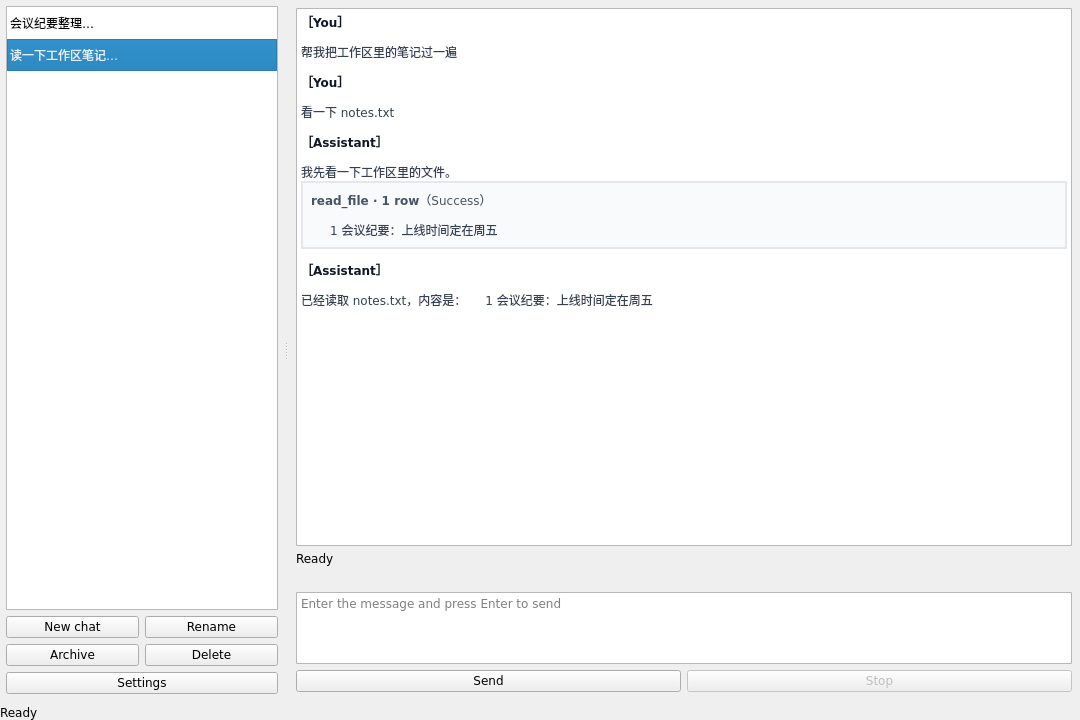 会议纪要整理…
读一下工作区笔记…
New chat
Rename
Archive
Delete
Settings
Ready
［You］
帮我把工作区里的笔记过一遍
［You］
看一下 notes.txt
［Assistant］
我先看一下工作区里的文件。
read_file · 1 row（Success）
1 会议纪要：上线时间定在周五
［Assistant］
已经读取 notes.txt，内容是： 1 会议纪要：上线时间定在周五
Ready
Enter the message and press Enter to send
Send
Stop